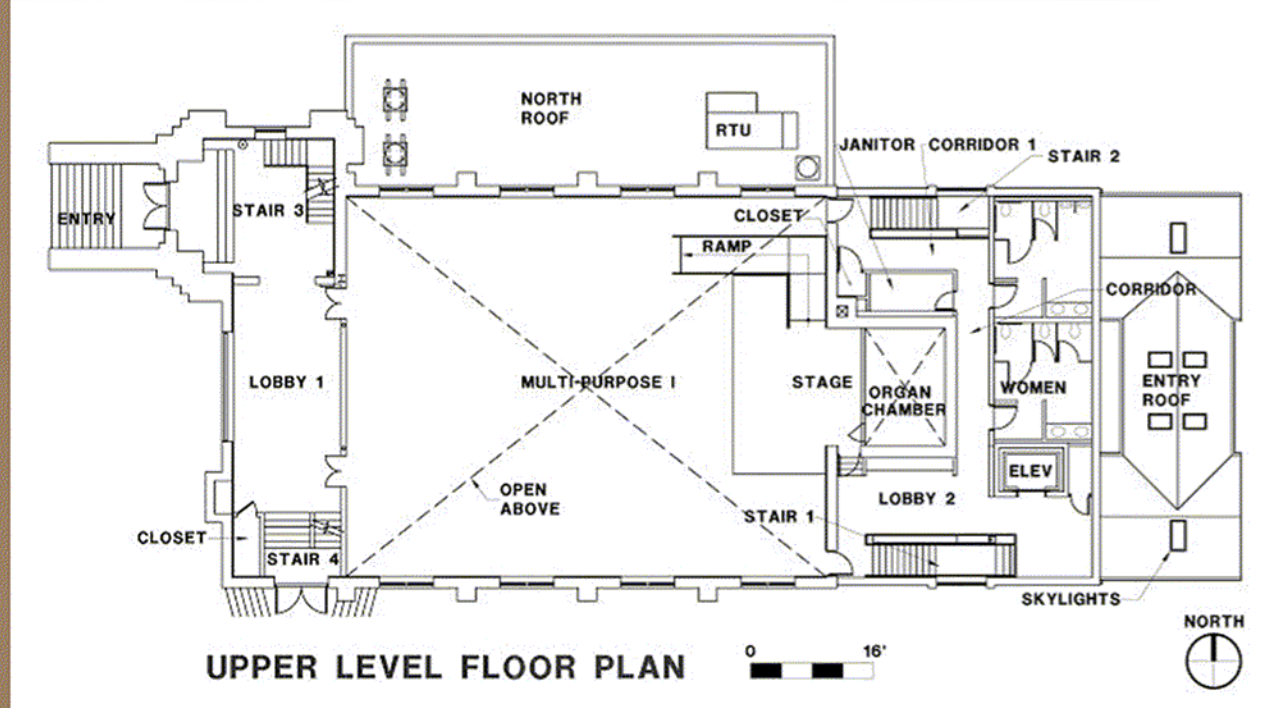 NORTH
ROOF
RTU
JANITOR
CORRIDOR 1
STAIR 2
ENTRY
STAIR 3
CLOSET
RAMP
CORRIDOR
LOBBY 1
MULTI-PURPOSE I
STAGE
ORGAN
CHAMBER
WOMEN
ENTRY
ROOF
OPEN
ABOVE
ELEV
LOBBY 2
STAIR 1
CLOSET
STAIR 4
SKYLIGHTS
NORTH
UPPER LEVEL FLOOR PLAN
0 16'